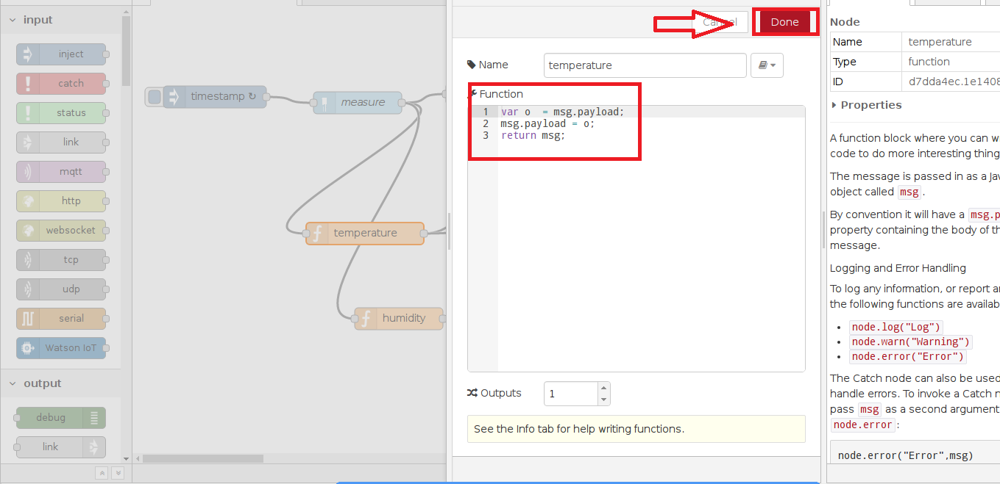 input
inject
catch
status
link
mqtt
http
websocket
tcp
udp
serial
Watson IoT
output
debug
link
timestamp ↻
measure
temperature
humidity
Done
Name
temperature
Function
1 var o  = msg.payload;
2 msg.payload = o;
3 return msg;
Outputs
1
See the Info tab for help writing functions.
Node
Name temperature
Type function
ID d7dda4ec.1e1408
Properties
A function block where you can w
code to do more interesting thing
The message is passed in as a Jav
object called msg .
By convention it will have a msg.p
property containing the body of th
message.
Logging and Error Handling
To log any information, or report a
the following functions are availab
node.log("Log")
node.warn("Warning")
node.error("Error")
The Catch node can also be used
handle errors. To invoke a Catch n
pass msg as a second argument
node.error :
node.error("Error",msg)